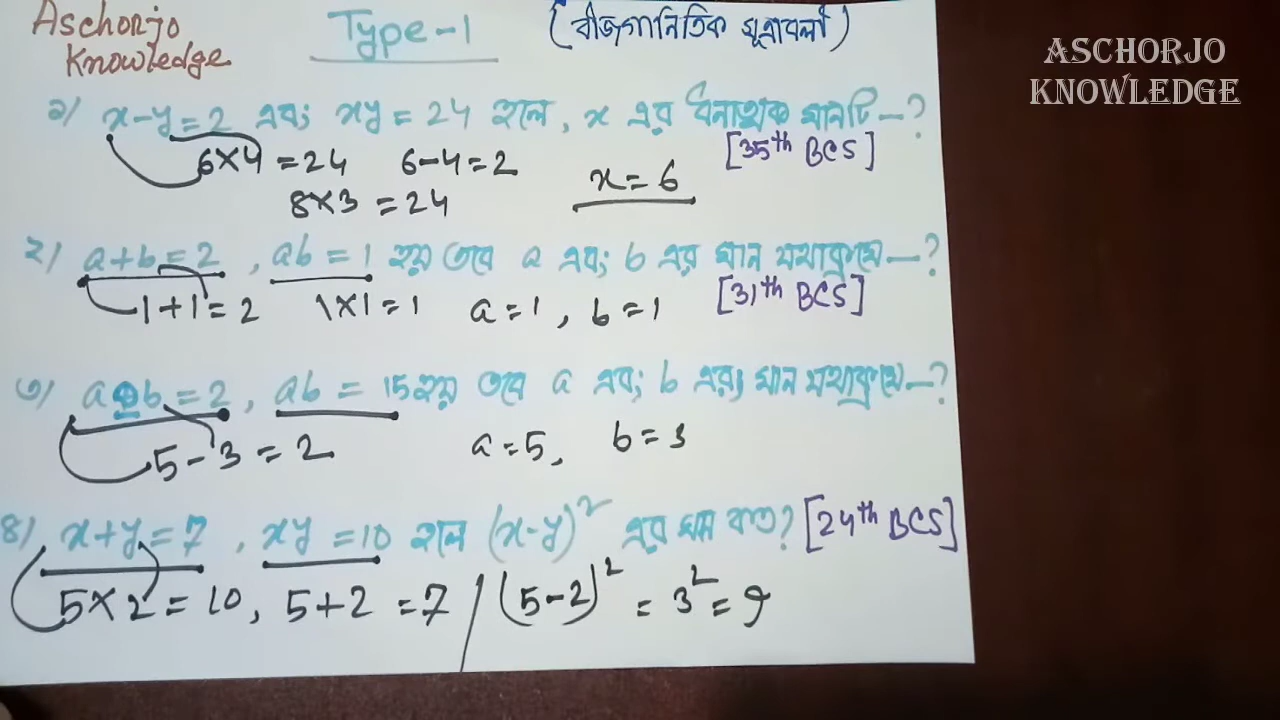 Aschorjo Knowledge
Type-1
(বীজগানিতিক সূত্রাবলী)
ASCHORJO
KNOWLEDGE
১/ x-y=2 এবং xy=24 হলে, x এর ধনাত্মক মানটি—?
[35th BCS]
6×4=24 6-4=2
8×3=24
x=6
২/ a+b=2, ab=1 হয় তবে a এবং b এর মান যথাক্রমে—?
[31th BCS]
1+1=2 1×1=1 a=1, b=1
৩/ a-b=2, ab=15 হয় তবে a এবং b এর মান যথাক্রমে—?
5-3=2 a=5, b=3
৪/ x+y=7, xy=10 হলে (x-y)² এর মান কত? [24th BCS]
5×2=10, 5+2=7 / (5-2)² = 3² = 9